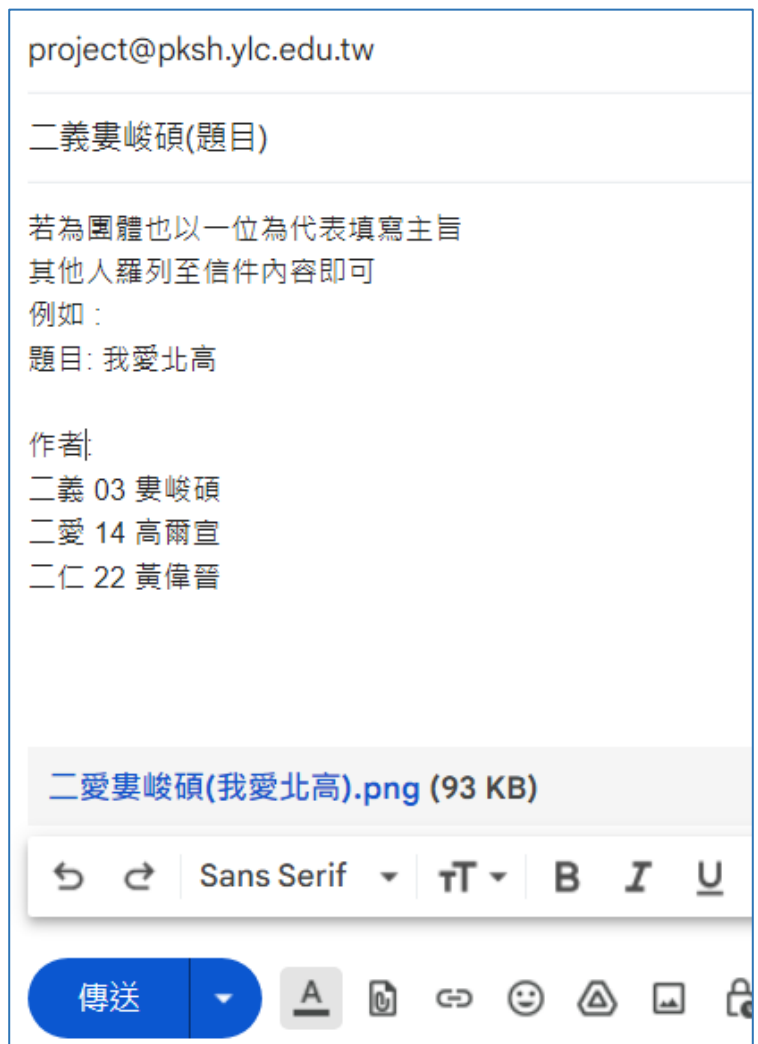 project@pksh.ylc.edu.tw
二義婁峻碩(題目)
若為團體也以一位為代表填寫主旨
其他人羅列至信件內容即可
例如 :
題目: 我愛北高
作者:
二義 03 婁峻碩
二愛 14 高爾宣
二仁 22 黃偉晉
二愛婁峻碩(我愛北高).png (93 KB)
Sans Serif
B I U
傳送
A